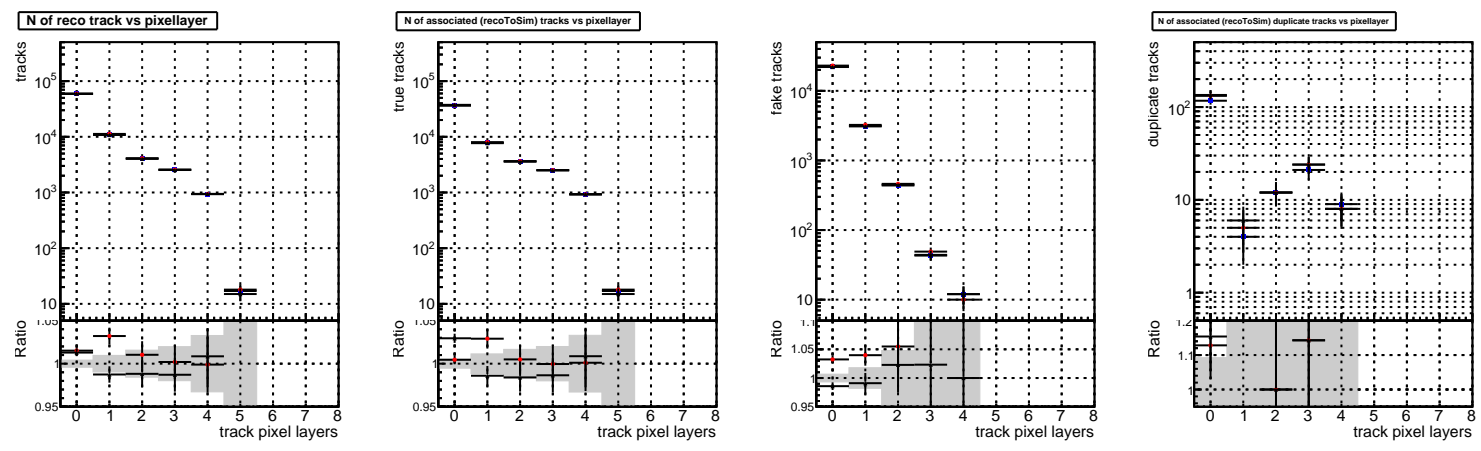 N of reco track vs pixellayer
tracks
10^5
10^4
10^3
10^2
10
1.05
Ratio
1
0.95
0 1 2 3 4 5 6 7 8
track pixel layers
N of associated (recoToSim) tracks vs pixellayer
true tracks
10^5
10^4
10^3
10^2
10
1.05
Ratio
1
0.95
0 1 2 3 4 5 6 7 8
track pixel layers
fake tracks
10^4
10^3
10^2
10
1.1
Ratio
1.05
1
0.95
0 1 2 3 4 5 6 7 8
track pixel layers
N of associated (recoToSim) duplicate tracks vs pixellayer
duplicate tracks
10^2
10
1
1.2
Ratio
1.1
1
0 1 2 3 4 5 6 7 8
track pixel layers